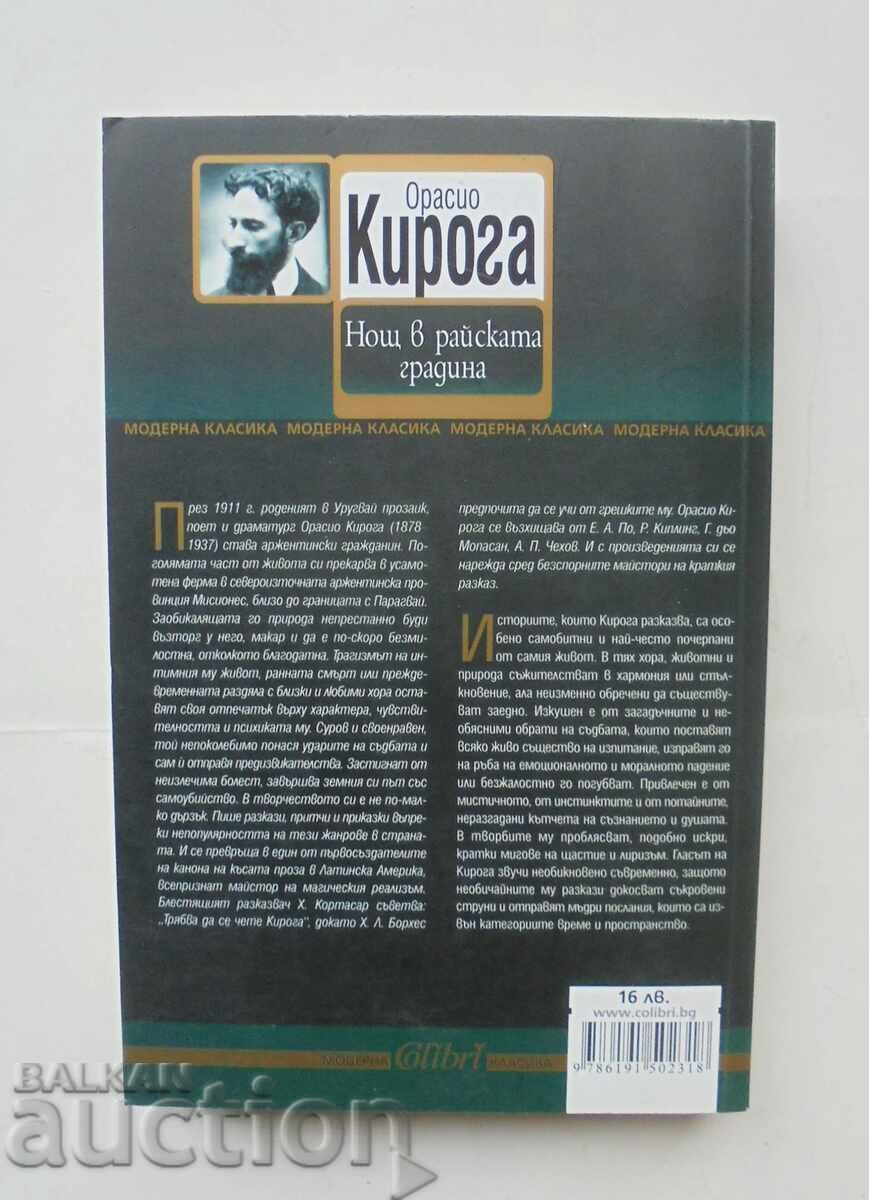 Орасио
Кирога
Нощ в райската
градина
МОДЕРНА КЛАСИКА МОДЕРНА КЛАСИКА МОДЕРНА КЛАСИКА МОДЕРНА КЛАСИКА
През 1911 г. роденият в Уругвай прозаик,
поет и драматург Орасио Кирога (1878-
1937) става аржентински гражданин. По-
голямата част от живота си прекарва в усамо-
тена ферма в североизточната аржентинска про-
винция Мисионес, близо до границата с Парагвай.
Заобикалящата го природа непрестанно буди
възторг у него, макар и да е по-скоро безми-
лостна, отколкото благодатна. Трагизмът на ин-
тимния му живот, ранната смърт или прежде-
временната раздяла с близки и любими хора оста-
вят своя отпечатък върху характера, чувстви-
телността и психиката му. Суров и своенравен,
той непоколебимо понася ударите на съдбата и
сам ѝ отправя предизвикателства. Застигнат от
неизлечима болест, завършва земния си път със
самоубийство. В творчеството си е не по-мал-
ко дързък. Пише разкази, притчи и приказки въпре-
ки непопулярността на тези жанрове в страна-
та. И се превръща в един от първосъздателите
на канона на късата проза в Латинска Америка,
всепризнат майстор на магическия реализъм.
Блестящият разказвач Х. Кортасар съветва:
„Трябва да се чете Кирога“, докато Х. Л. Борхес
предпочита да се учи от грешките му. Орасио Ки-
рога се възхищава от Е. А. По, Р. Киплинг, Г. дьо
Мопасан, А. П. Чехов. И с произведенията си се
нарежда сред безспорните майстори на краткия
разказ.
Историите, които Кирога разказва, са осо-
бено самобитни и най-често почерпани
от самия живот. В тях хора, животни и
природа съжителстват в хармония или стъл-
кновение, ала неизменно обречени да съществу-
ват заедно. Изкушен е от загадъчните и не-
обясними обрати на съдбата, които поставят
всяко живо същество на изпитание, изправят го
на ръба на емоционалното и моралното падение
или безжалостно го погубват. Привлечен е от
мистичното, от инстинктите и от потайните,
неразгадани кътчета на съзнанието и душата.
В творбите му проблясват, подобно искри,
кратки мигове на щастие и лиризъм. Гласът на
Кирога звучи необикновено съвременно, защото
необичайните му разкази докосват съкровени
струни и отправят мъдри послания, които са из-
вън категориите време и пространство.
16 лв.
www.colibri.bg
9 786191 502318
МОДЕРНА Colibri КЛАСИКА
BALKAN
auction